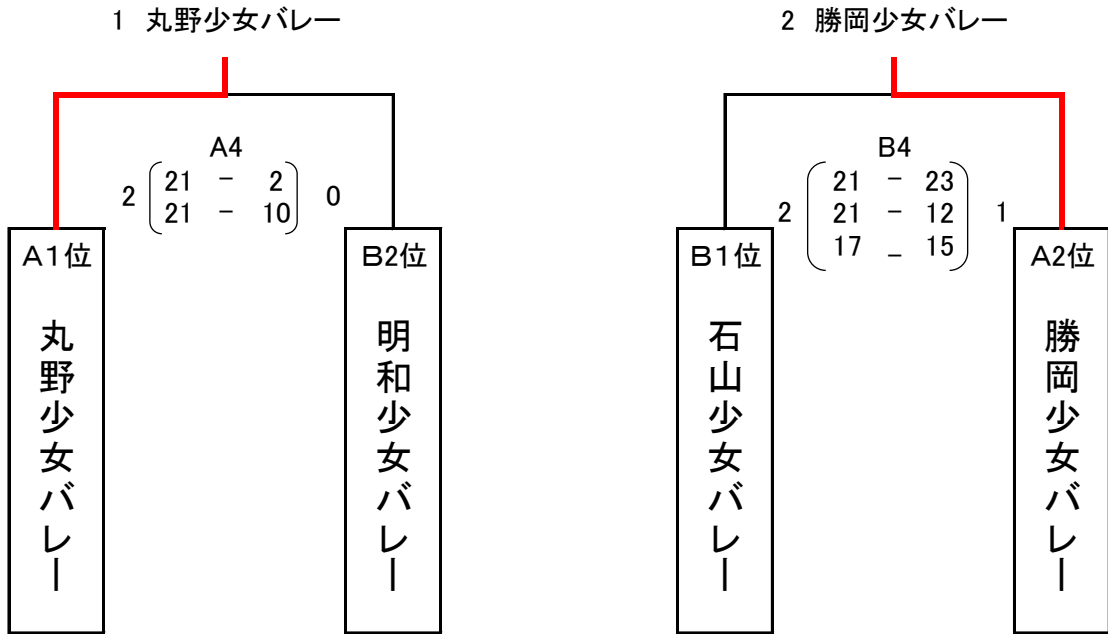 1 丸野少女バレー
2 勝岡少女バレー
A4
2 21 - 2 0
21 - 10
B4
21 - 23
2 21 - 12 1
17 - 15
A1位
丸野少女バレー
B2位
明和少女バレー
B1位
石山少女バレー
A2位
勝岡少女バレー